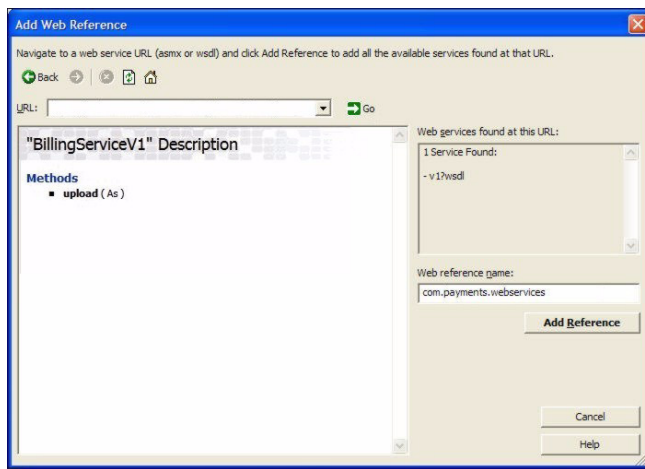 Add Web Reference
Navigate to a web service URL (asmx or wsdl) and click Add Reference to add all the available services found at that URL.
Back
URL:
Go
"BillingServiceV1" Description
Methods
upload ( As )
Web services found at this URL:
1 Service Found:
- v1?wsdl
Web reference name:
com.payments.webservices
Add Reference
Cancel
Help